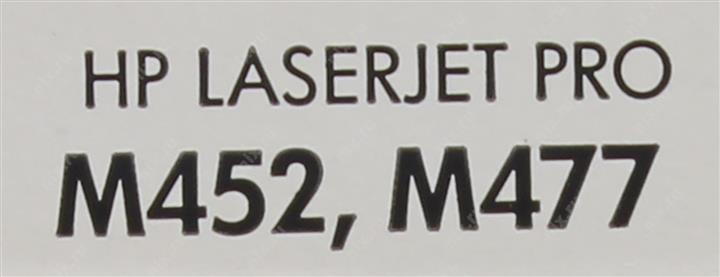 HP LASERJET PRO
M452, M477